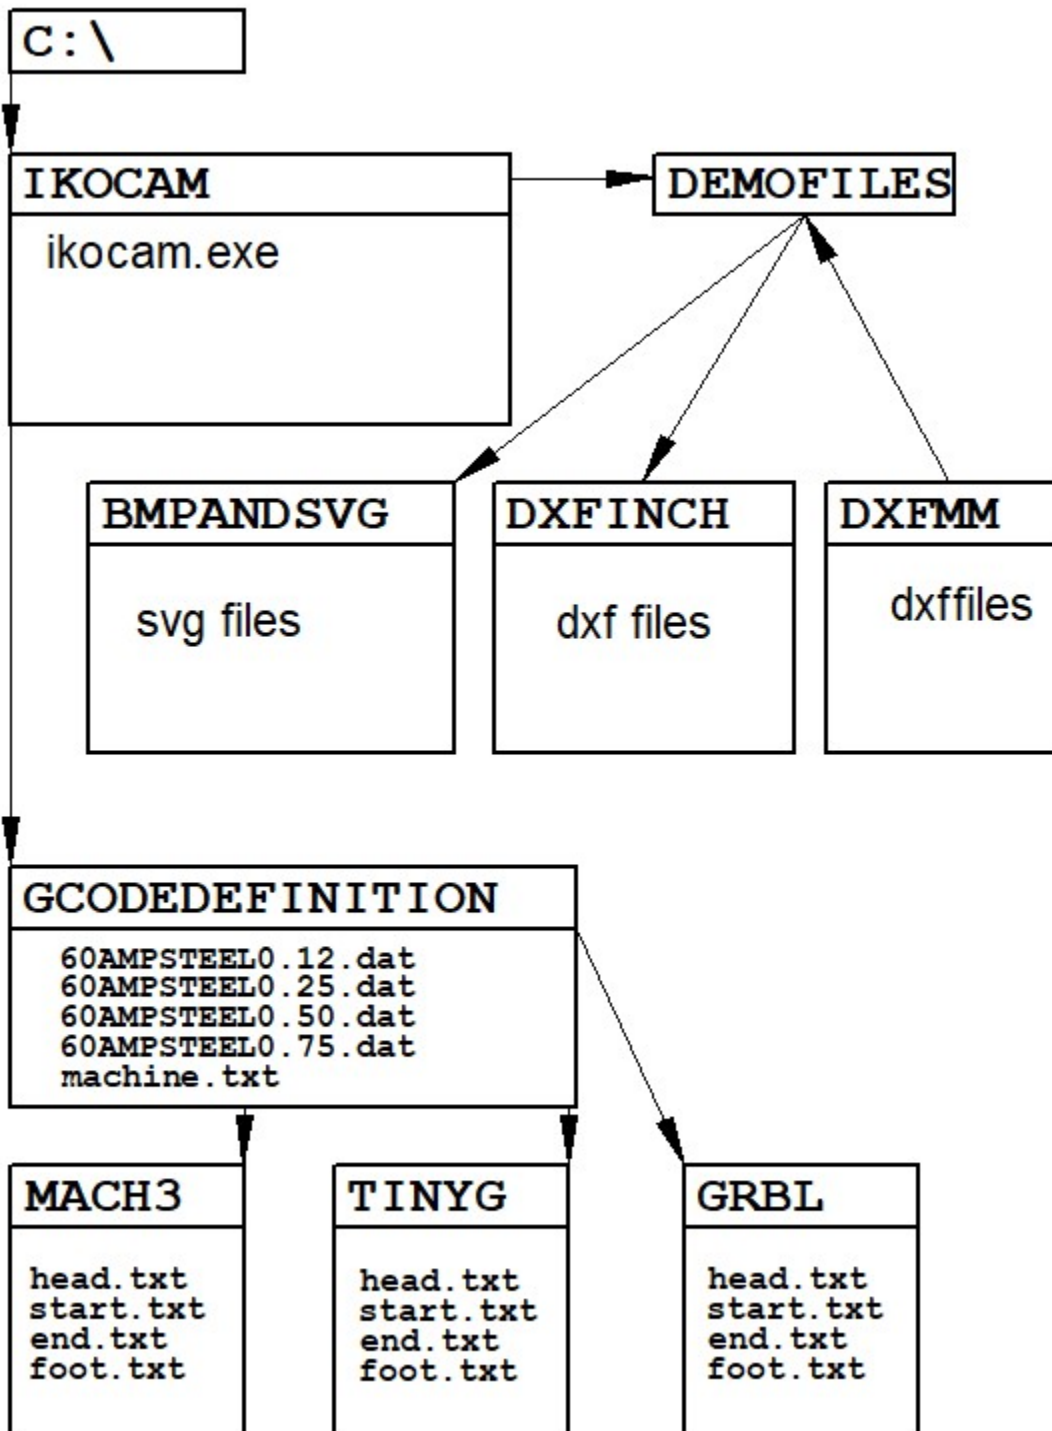 C:\
IKOCAM
ikocam.exe
DEMOFILES
BMPANDSVG
svg files
DXFINCH
dxf files
DXFMM
dxffiles
GCODEDEFINITION
60AMPSTEEL0.12.dat
60AMPSTEEL0.25.dat
60AMPSTEEL0.50.dat
60AMPSTEEL0.75.dat
machine.txt
MACH3
head.txt
start.txt
end.txt
foot.txt
TINYG
head.txt
start.txt
end.txt
foot.txt
GRBL
head.txt
start.txt
end.txt
foot.txt